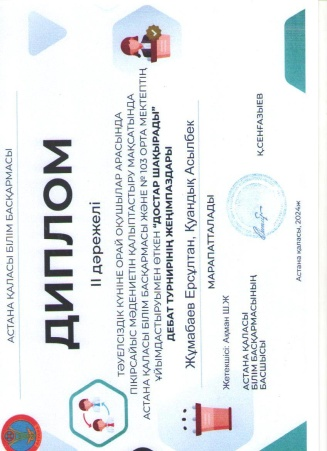 АСТАНА ҚАЛАСЫ БІЛІМ БАСҚАРМАСЫ
ДИПЛОМ
II дәрежелі
ТӘУЕЛСІЗДІК КҮНІНЕ ОРАЙ ОҚУШЫЛАР АРАСЫНДА
ПІКІРСАЙЫС МӘДЕНИЕТІН ҚАЛЫПТАСТЫРУ МАҚСАТЫНДА
АСТАНА ҚАЛАСЫ БІЛІМ БАСҚАРМАСЫ ЖӘНЕ № 103 ОРТА МЕКТЕПТІҢ
ҰЙЫМДАСТЫРУЫМЕН ӨТКЕН "ДОСТАР ШАҚЫРАДЫ"
ДЕБАТ ТУРНИРІНІҢ ЖЕҢІМПАЗДАРЫ
Жұмабаев Ерсұлтан, Қуандық Асылбек
МАРАПАТТАЛАДЫ
Жетекшісі: Ақман Ш.Ж
АСТАНА ҚАЛАСЫ
БІЛІМ БАСҚАРМАСЫНЫҢ
БАСШЫСЫ
Қ.СЕНҒАЗЫЕВ
Астана қаласы, 2024ж